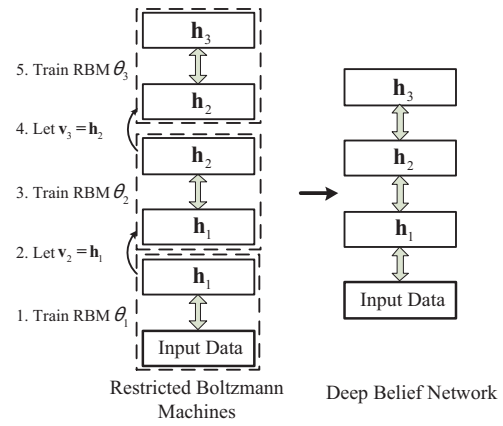 h₃
5. Train RBM θ₃
h₂
4. Let v₃ = h₂
h₂
3. Train RBM θ₂
h₁
2. Let v₂ = h₁
h₁
1. Train RBM θ₁
Input Data
Restricted Boltzmann
Machines
h₃
h₂
h₁
Input Data
Deep Belief Network